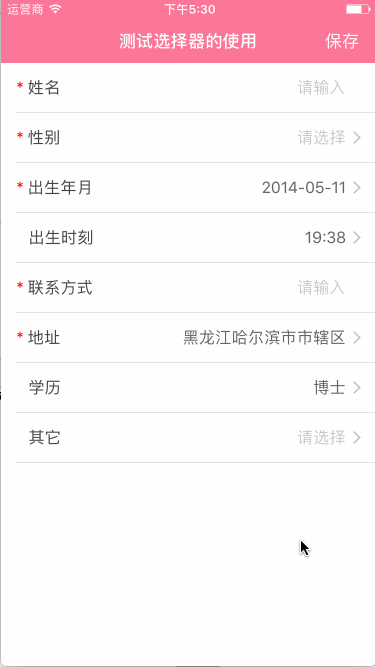 运营商 下午5:30
测试选择器的使用 保存
* 姓名 请输入
* 性别 请选择
* 出生年月 2014-05-11
出生时刻 19:38
* 联系方式 请输入
* 地址 黑龙江哈尔滨市市辖区
学历 博士
其它 请选择